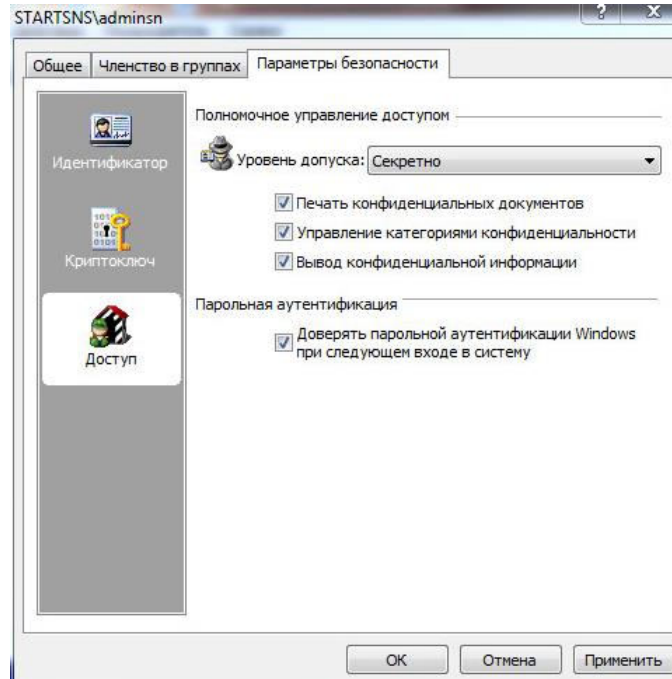 STARTSNS\adminsn
Общее
Членство в группах
Параметры безопасности
Идентификатор
Криптоключ
Доступ
Полномочное управление доступом
Уровень допуска: Секретно
Печать конфиденциальных документов
Управление категориями конфиденциальности
Вывод конфиденциальной информации
Парольная аутентификация
Доверять парольной аутентификации Windows
при следующем входе в систему
ОК
Отмена
Применить